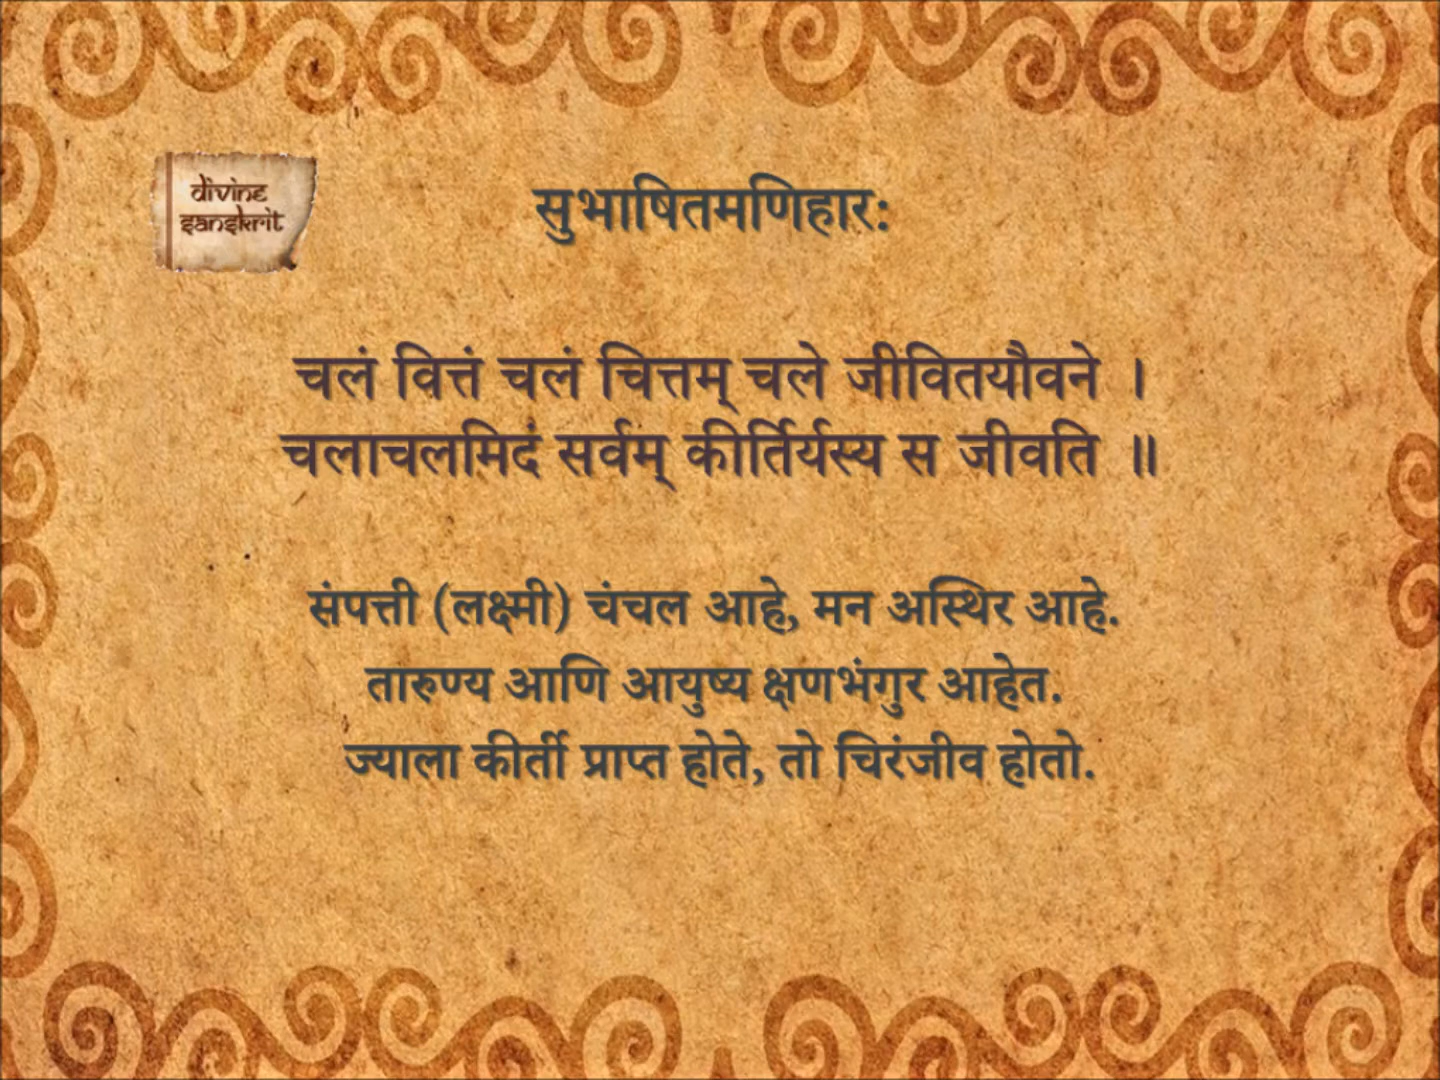 divine
sanskrit
सुभाषितमणिहार:
चलं वित्तं चलं चित्तम् चले जीवितयौवने ।
चलाचलमिदं सर्वम् कीर्तिर्यस्य स जीवति ॥
संपत्ती (लक्ष्मी) चंचल आहे, मन अस्थिर आहे.
तारुण्य आणि आयुष्य क्षणभंगुर आहेत.
ज्याला कीर्ती प्राप्त होते, तो चिरंजीव होतो.